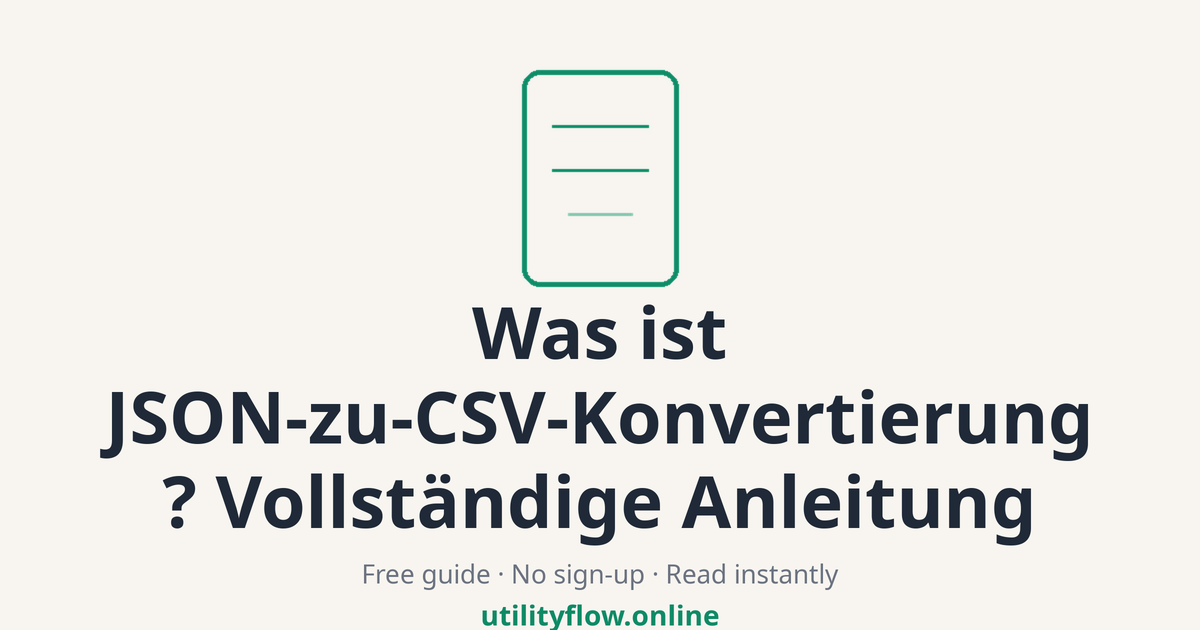 Was ist
JSON-zu-CSV-Konvertierung
? Vollständige Anleitung
Free guide · No sign-up · Read instantly
utilityflow.online